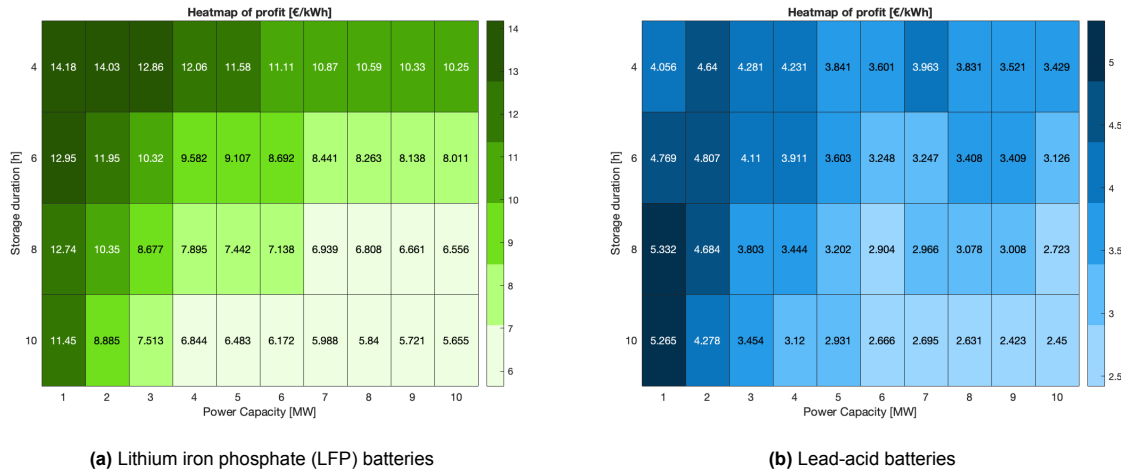 Heatmap of profit [€/kWh]
4 14.18 14.03 12.86 12.06 11.58 11.11 10.87 10.59 10.33 10.25
6 12.95 11.95 10.32 9.582 9.107 8.692 8.441 8.263 8.138 8.011
8 12.74 10.35 8.677 7.895 7.442 7.138 6.939 6.808 6.661 6.556
10 11.45 8.885 7.513 6.844 6.483 6.172 5.988 5.84 5.721 5.655
1 2 3 4 5 6 7 8 9 10
Power Capacity [MW]
Storage duration [h]
14
13
12
11
10
9
8
7
6
(a) Lithium iron phosphate (LFP) batteries
Heatmap of profit [€/kWh]
4 4.056 4.64 4.281 4.231 3.841 3.601 3.963 3.831 3.521 3.429
6 4.769 4.807 4.11 3.911 3.603 3.248 3.247 3.408 3.409 3.126
8 5.332 4.684 3.803 3.444 3.202 2.904 2.966 3.078 3.008 2.723
10 5.265 4.278 3.454 3.12 2.931 2.666 2.695 2.631 2.423 2.45
1 2 3 4 5 6 7 8 9 10
Power Capacity [MW]
Storage duration [h]
5
4.5
4
3.5
3
2.5
(b) Lead-acid batteries